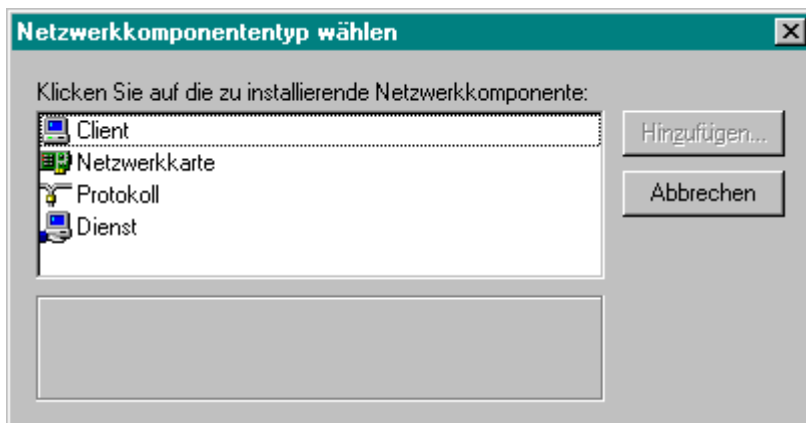 Netzwerkkomponententyp wählen
Klicken Sie auf die zu installierende Netzwerkkomponente:
Client
Netzwerkkarte
Protokoll
Dienst
Hinzufügen...
Abbrechen